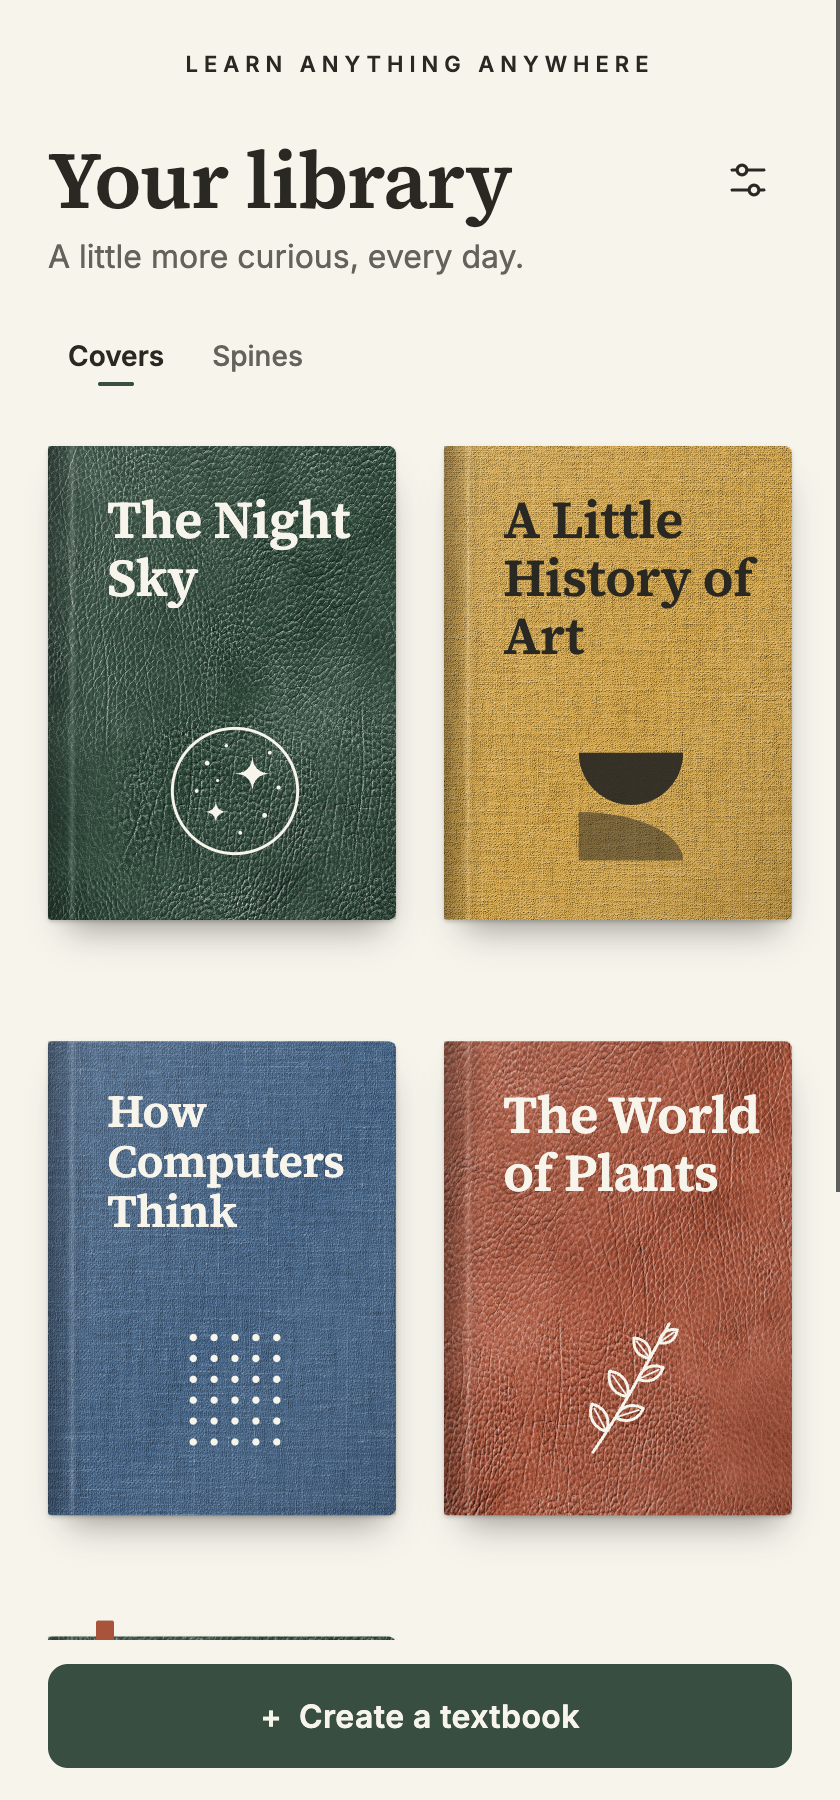 LEARN ANYTHING ANYWHERE
Your library
A little more curious, every day.
Covers
Spines
The Night
Sky
A Little
History of
Art
How
Computers
Think
The World
of Plants
+ Create a textbook